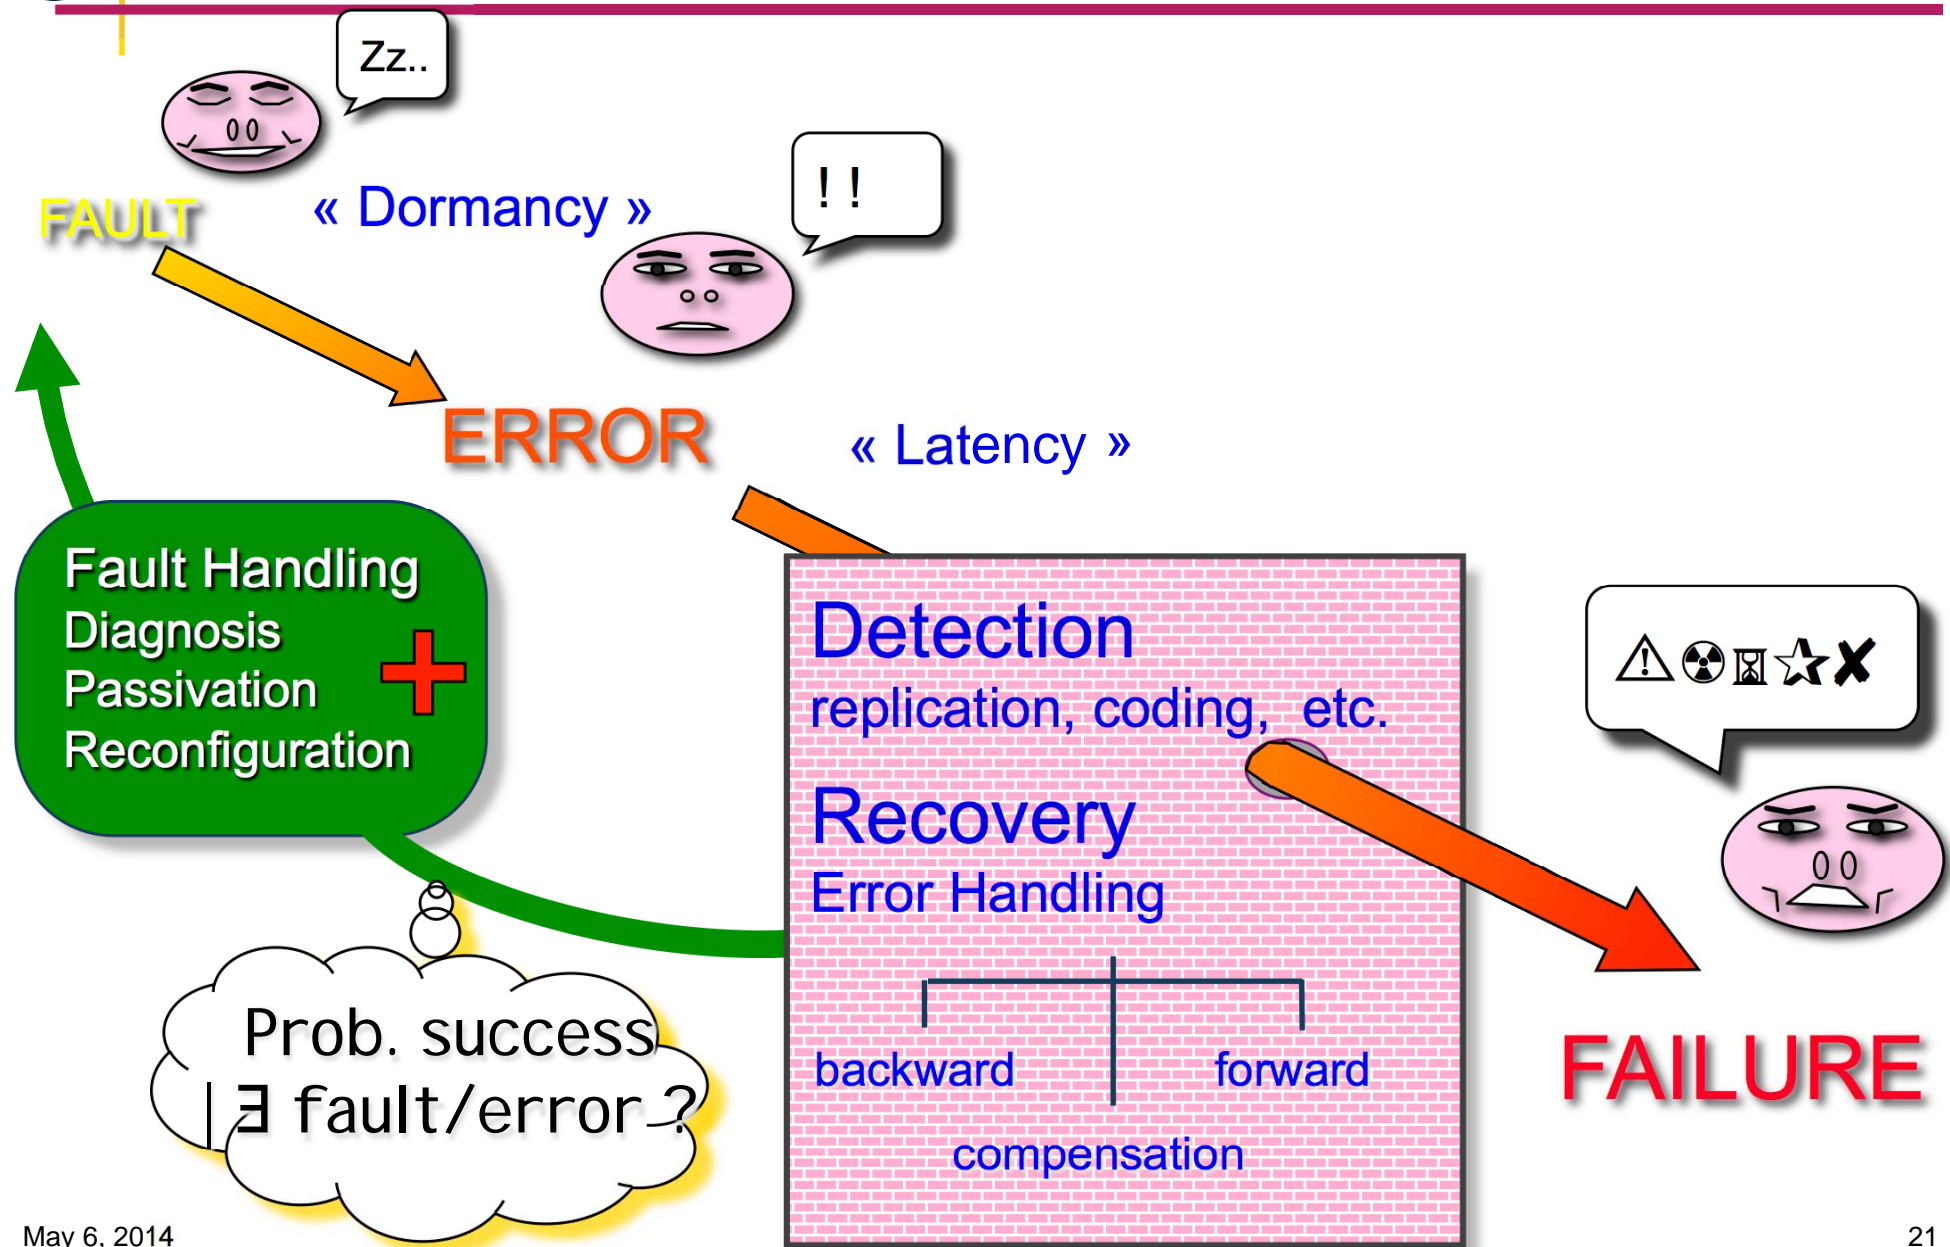 Zz..
! !
FAULT
« Dormancy »
ERROR
« Latency »
Fault Handling
Diagnosis
Passivation
Reconfiguration
Detection
replication, coding, etc.
Recovery
Error Handling
backward
forward
compensation
⚠☢⌛✰✘
FAILURE
Prob. success
| ∃ fault/error ?
May 6, 2014
21